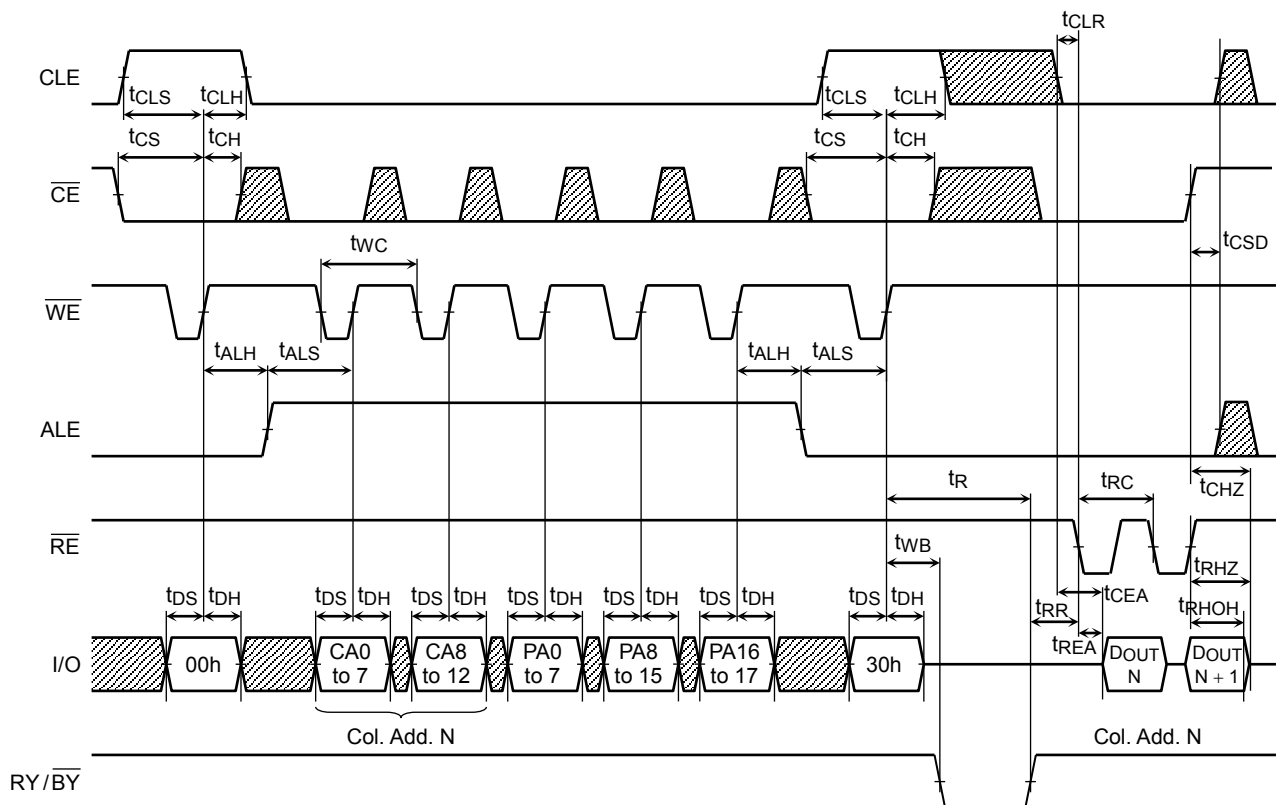 tCLR
CLE
tCLS tCLH tCLS tCLH
tCS tCH tCS tCH
CE
tWC tCSD
WE
tALH tALS tALH tALS
ALE
tR tRC tCHZ
RE
tWB tRHZ
tCEA
tDS tDH tDS tDH tDS tDH tDS tDH tDS tDH tDS tDH tDS tDH tRR tRHOH
tREA
I/O 00h CA0 to 7 CA8 to 12 PA0 to 7 PA8 to 15 PA16 to 17 30h DOUT N DOUT N + 1
Col. Add. N Col. Add. N
RY/BY